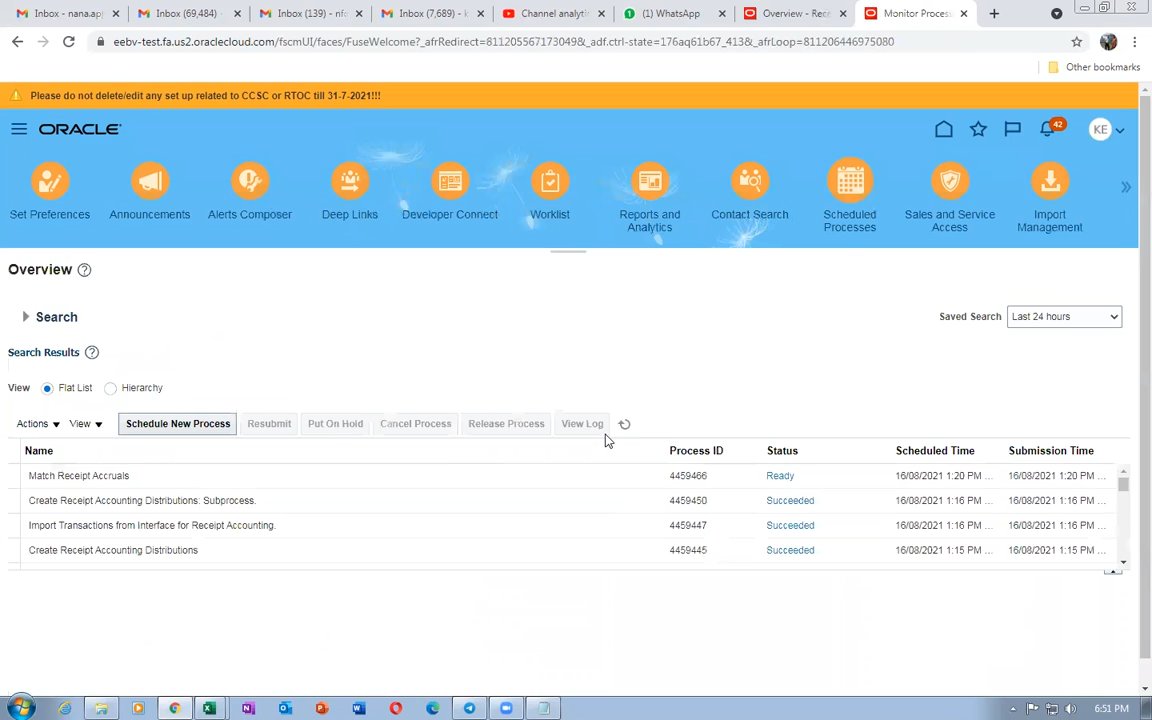 Inbox - nana.ap
Inbox (69,484)
Inbox (139) - nf
Inbox (7,689) - k
Channel analyti
(1) WhatsApp
Overview - Rece
Monitor Proces
eebv-test.fa.us2.oraclecloud.com/fscmUI/faces/FuseWelcome?_afrRedirect=8112055671730498&_adf.ctrl-state=176aq61b67_413&_afrLoop=811206446975080
Other bookmarks
Please do not delete/edit any set up related to CCSC or RTOC till 31-7-2021!!!
ORACLE
42
KE
Set Preferences
Announcements
Alerts Composer
Deep Links
Developer Connect
Worklist
Reports and Analytics
Contact Search
Scheduled Processes
Sales and Service Access
Import Management
Overview
Search
Saved Search Last 24 hours
Search Results
View Flat List Hierarchy
Actions View Schedule New Process Resubmit Put On Hold Cancel Process Release Process View Log
Name Process ID Status Scheduled Time Submission Time
Match Receipt Accruals 4459466 Ready 16/08/2021 1:20 PM ... 16/08/2021 1:20 PM ...
Create Receipt Accounting Distributions: Subprocess. 4459450 Succeeded 16/08/2021 1:16 PM ... 16/08/2021 1:16 PM ...
Import Transactions from Interface for Receipt Accounting. 4459447 Succeeded 16/08/2021 1:16 PM ... 16/08/2021 1:16 PM ...
Create Receipt Accounting Distributions 4459445 Succeeded 16/08/2021 1:15 PM ... 16/08/2021 1:15 PM ...
6:51 PM